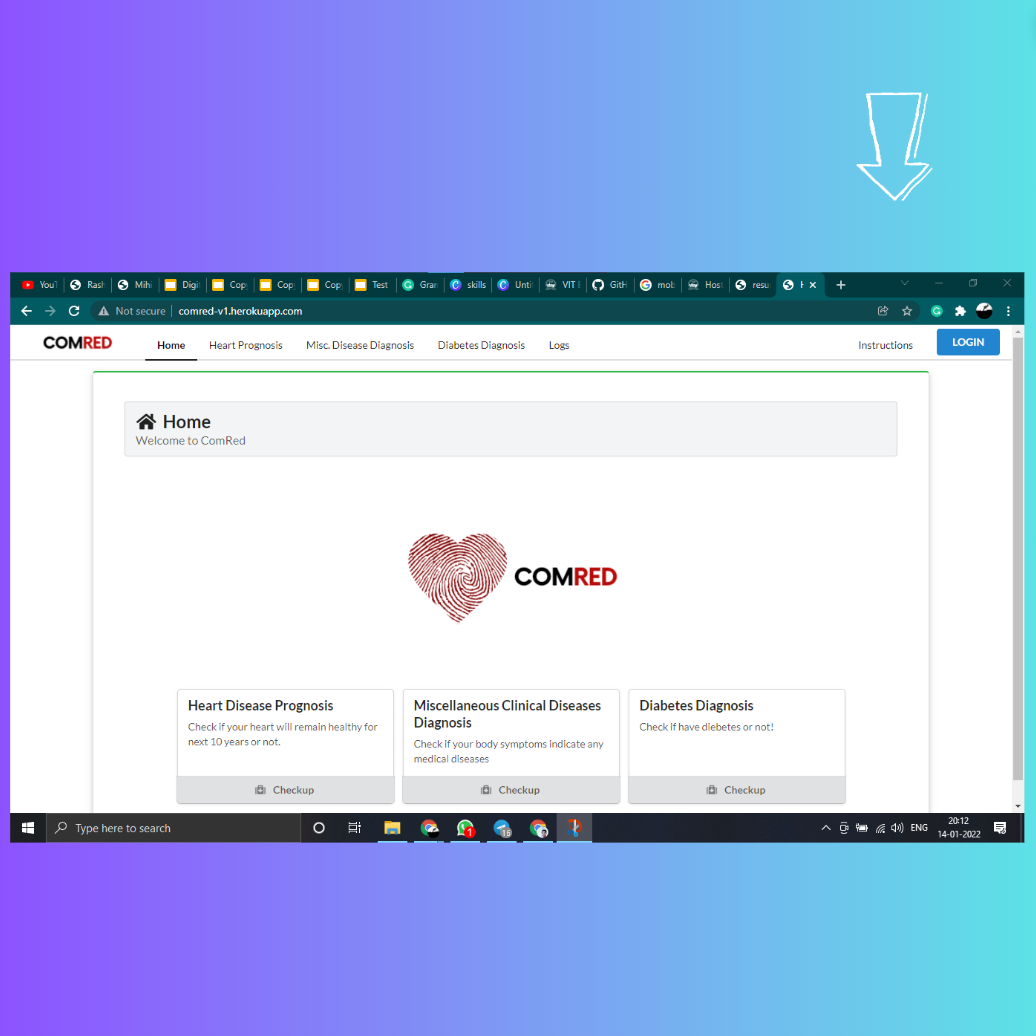 YouT Rash Mihi Digi Cop Cop Cop Test Gran skills Unti VIT E GitH mob Host resu H
Not secure comred-v1.herokuapp.com
COMRED Home Heart Prognosis Misc. Disease Diagnosis Diabetes Diagnosis Logs Instructions LOGIN
Home
Welcome to ComRed
COMRED
Heart Disease Prognosis
Check if your heart will remain healthy for
next 10 years or not.
Checkup
Miscellaneous Clinical Diseases
Diagnosis
Check if your body symptoms indicate any
medical diseases
Checkup
Diabetes Diagnosis
Check if have diebetes or not!
Checkup
Type here to search 1 16 ENG 20:12
14-01-2022